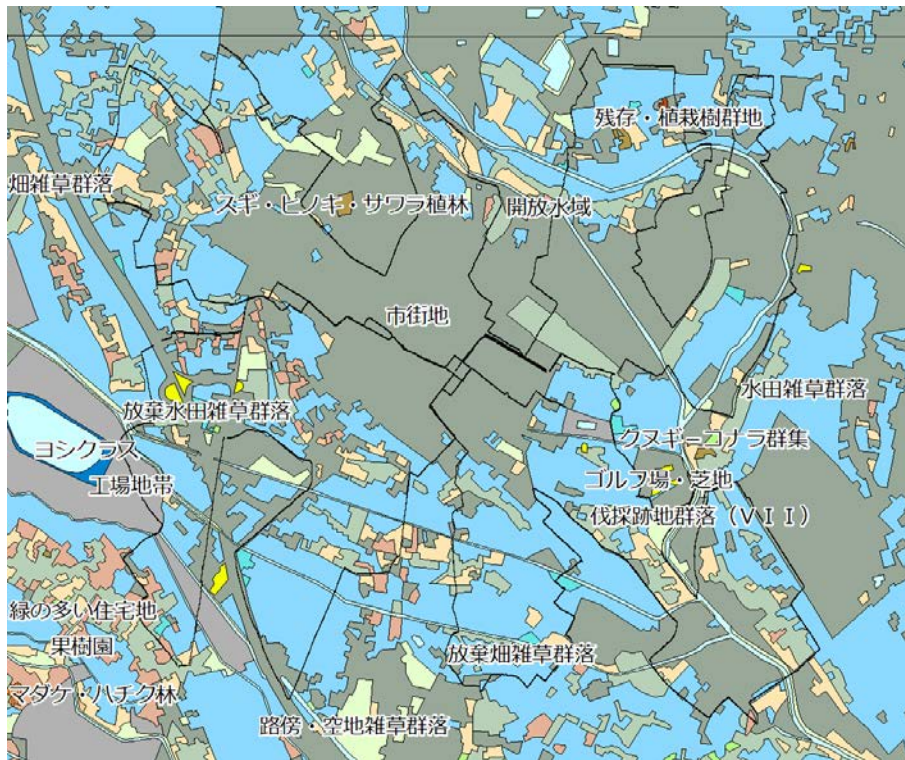 残存・植栽樹群地
畑雑草群落
スギ・ヒノキ・サワラ植林
開放水域
市街地
水田雑草群落
放棄水田雑草群落
クヌギーコナラ群集
ヨシクラス
ゴルフ場・芝地
工場地帯
伐採跡地群落（ＶＩＩ）
緑の多い住宅地
果樹園
放棄畑雑草群落
マダケ・ハチク林
路傍・空地雑草群落